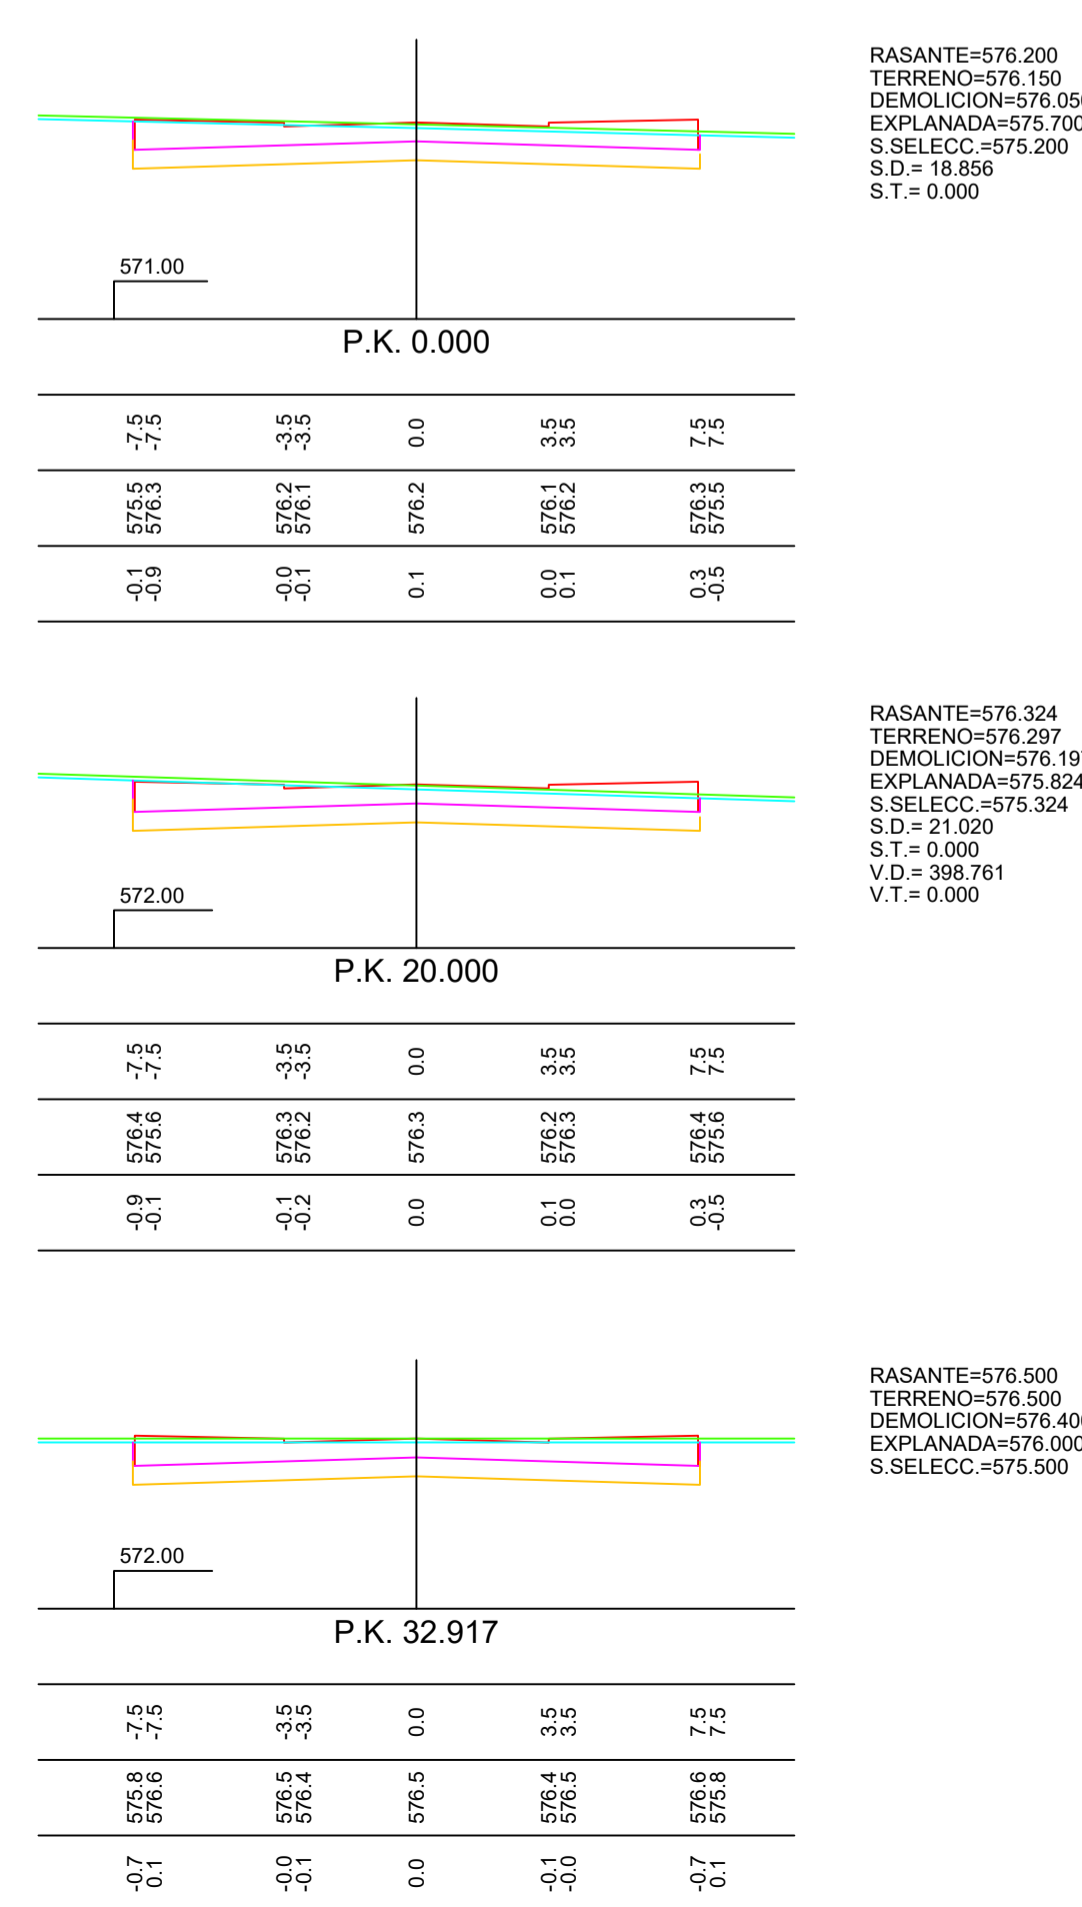 RASANTE=576.200
TERRENO=576.150
DEMOLICION=576.050
EXPLANADA=575.700
S.SELECC.=575.200
S.D.= 18.856
S.T.= 0.000
571.00
P.K. 0.000
-7.5 -7.5 -3.5 -3.5 0.0 3.5 3.5 7.5 7.5
575.5 576.3 576.2 576.1 576.2 576.1 576.2 576.3 575.5
-0.1 -0.9 -0.0 -0.1 0.1 0.0 0.1 0.3 -0.5
RASANTE=576.324
TERRENO=576.297
DEMOLICION=576.197
EXPLANADA=575.824
S.SELECC.=575.324
S.D.= 21.020
S.T.= 0.000
V.D.= 398.761
V.T.= 0.000
572.00
P.K. 20.000
-7.5 -7.5 -3.5 -3.5 0.0 3.5 3.5 7.5 7.5
576.4 575.6 576.3 576.2 576.3 576.2 576.3 576.4 575.6
-0.9 -0.1 -0.1 -0.2 0.0 0.1 0.0 0.3 -0.5
RASANTE=576.500
TERRENO=576.500
DEMOLICION=576.400
EXPLANADA=576.000
S.SELECC.=575.500
572.00
P.K. 32.917
-7.5 -7.5 -3.5 -3.5 0.0 3.5 3.5 7.5 7.5
575.8 576.6 576.5 576.4 576.5 576.4 576.5 576.6 575.8
-0.7 0.1 -0.0 -0.1 0.0 -0.1 -0.0 -0.7 0.1